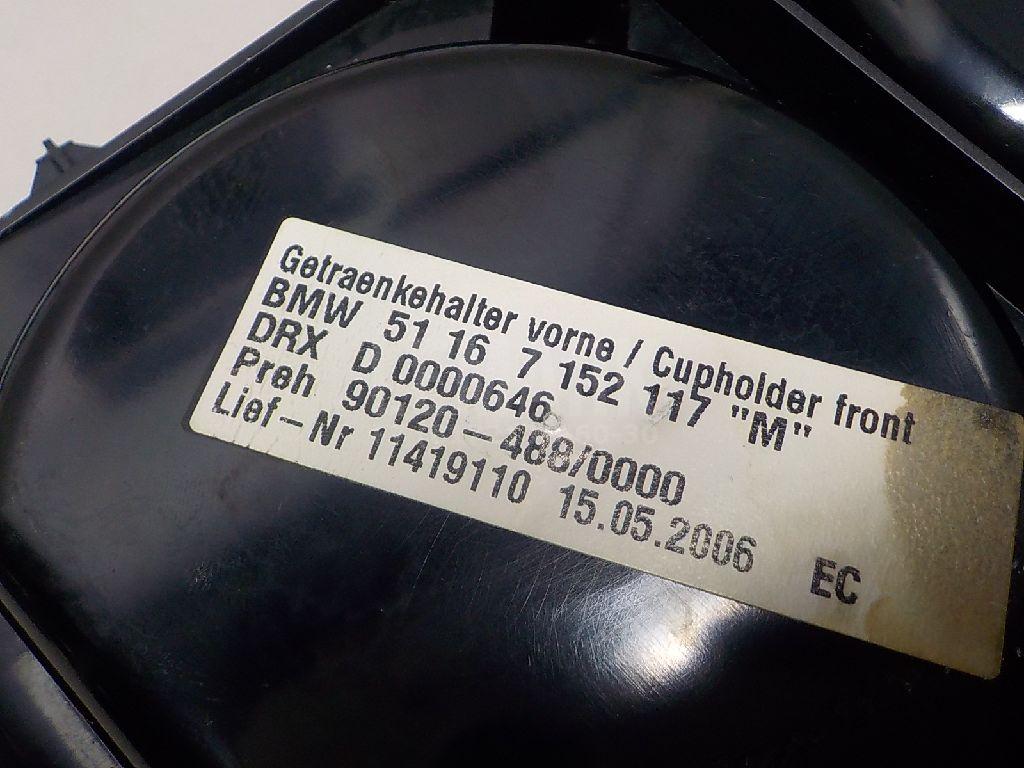 Getraenkehalter vorne / Cupholder front
BMW 51 16 7 152 117 "M"
DRX D 0000646
Preh 90120-488/0000
Lief-Nr 11419110 15.05.2006 EC